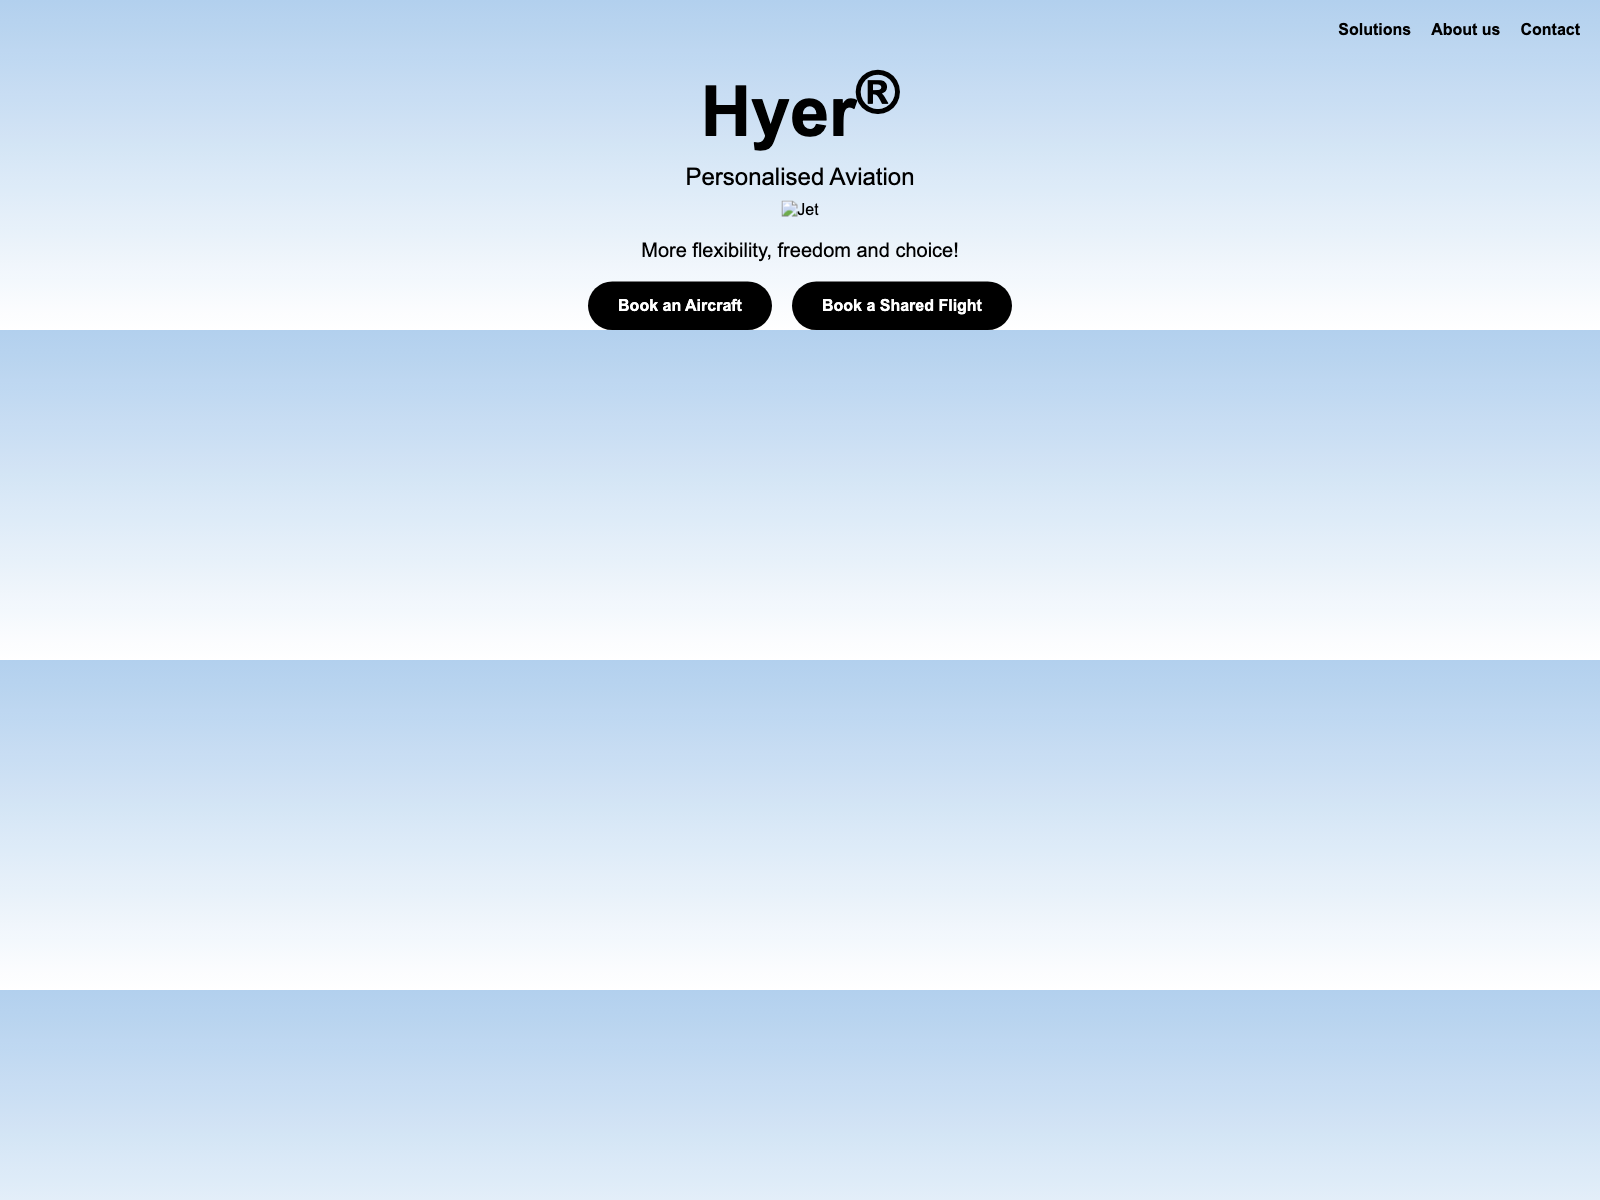 Solutions About us Contact
Hyer®
Personalised Aviation
Jet
More flexibility, freedom and choice!
Book an Aircraft Book a Shared Flight